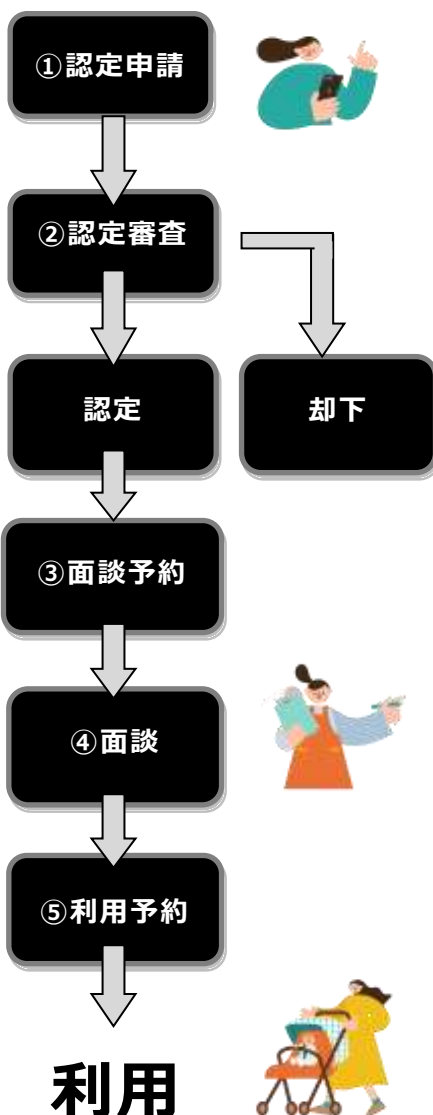 ①認定申請
②認定審査
認定
却下
③面談予約
④面談
⑤利用予約
利用